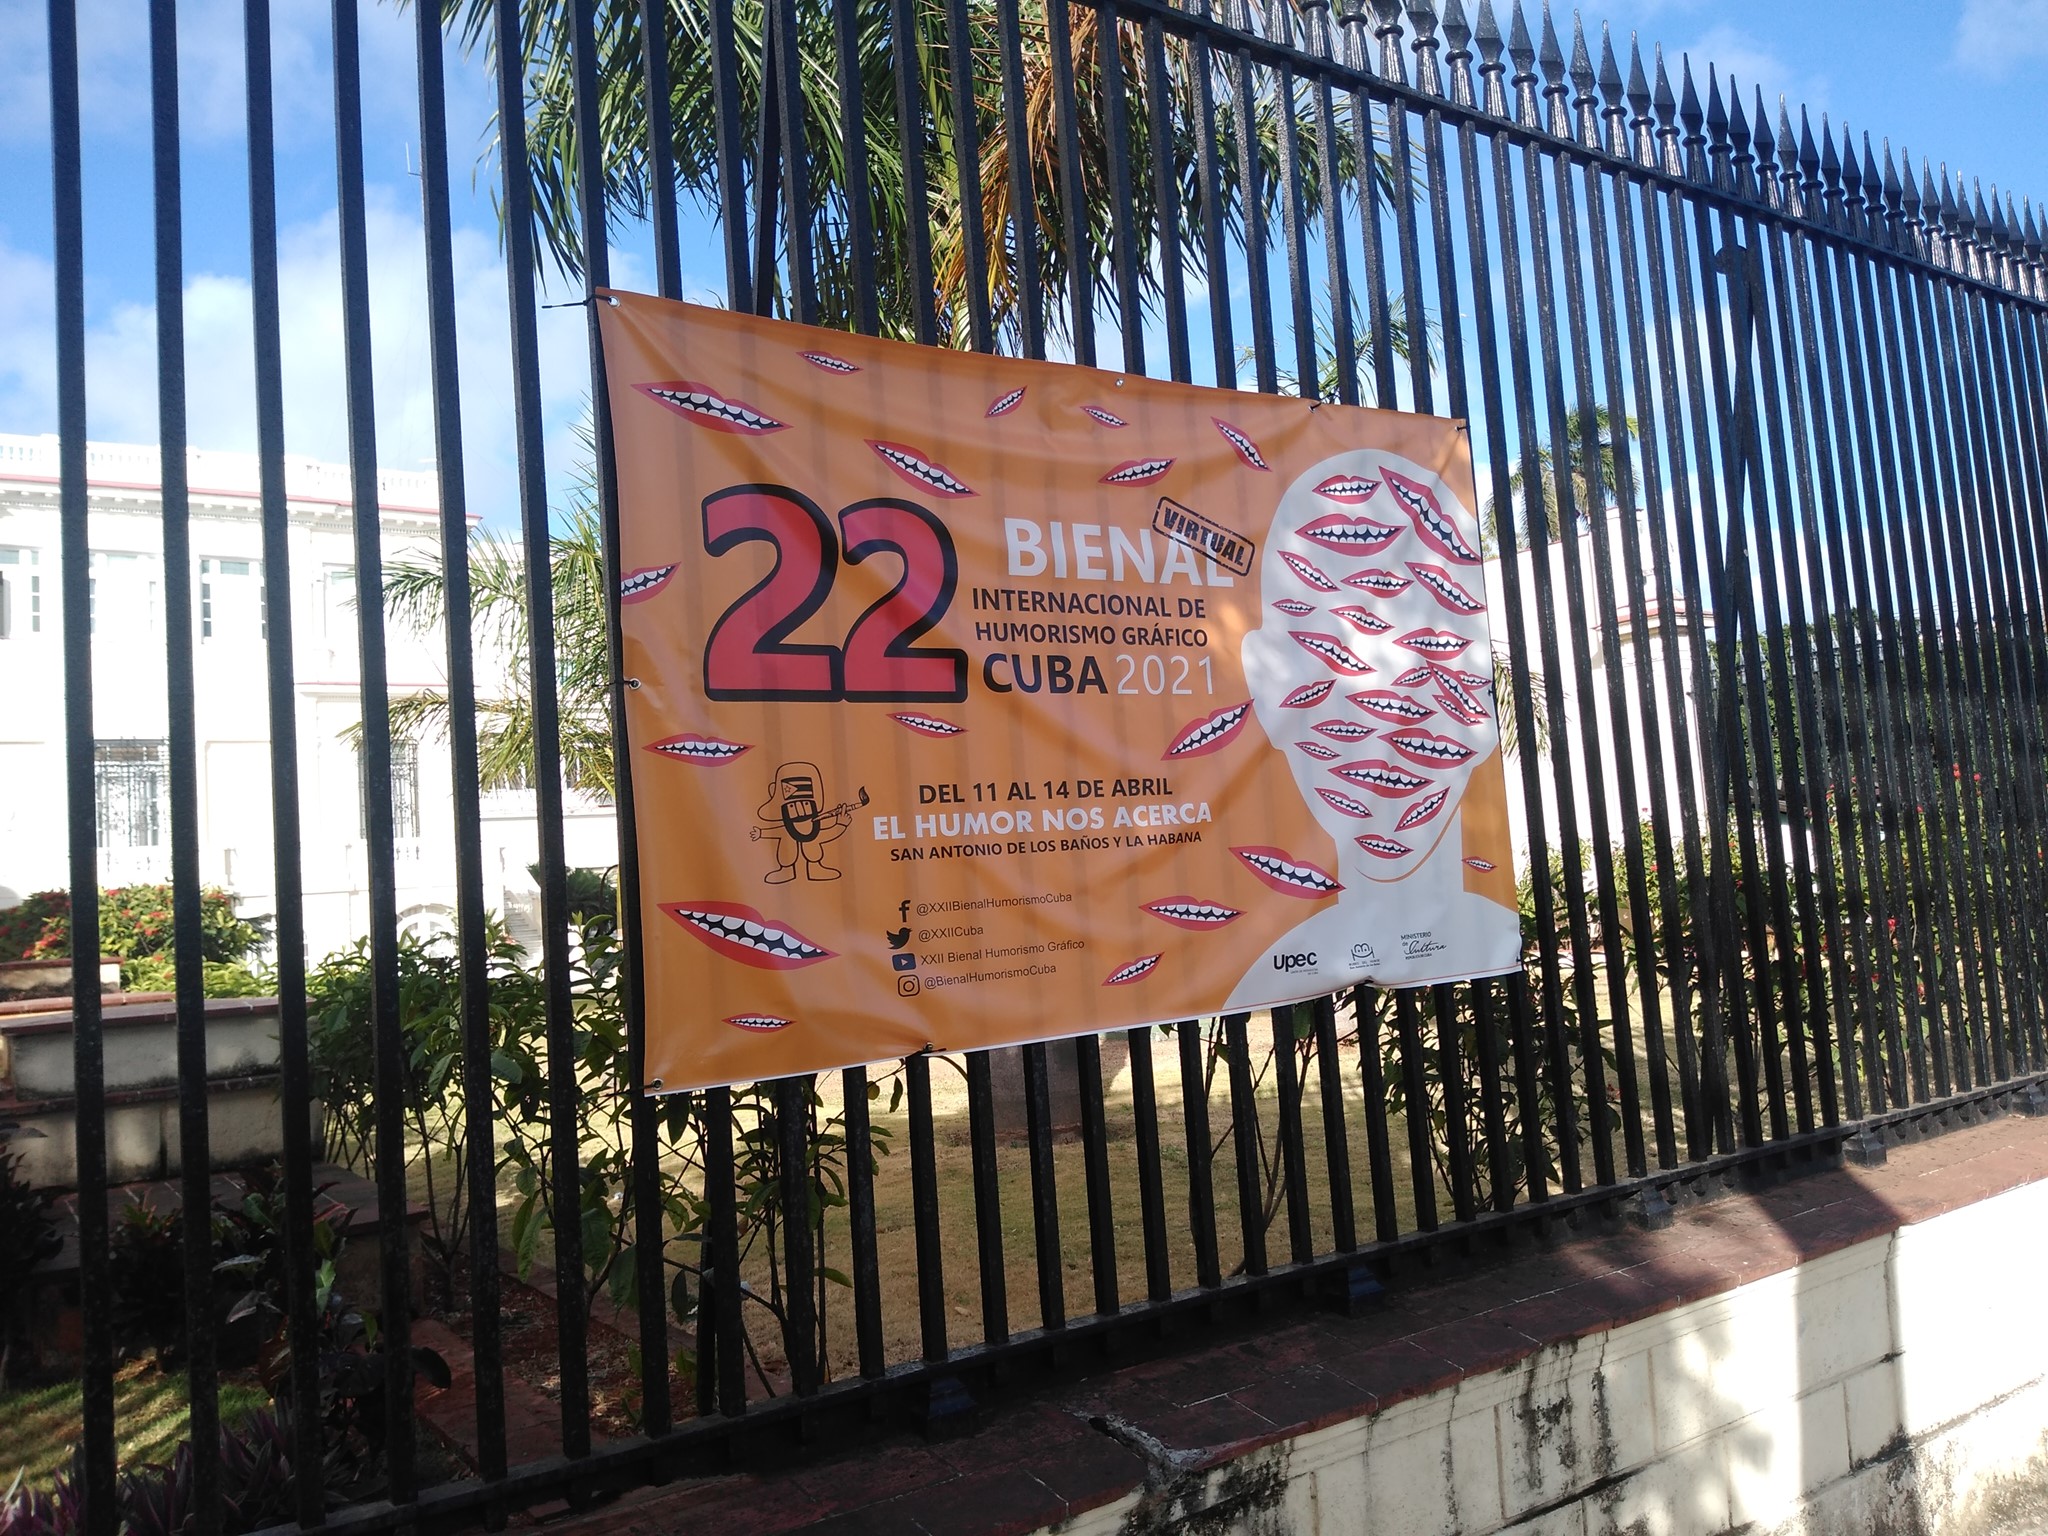 22
BIENAL
VIRTUAL
INTERNACIONAL DE
HUMORISMO GRÁFICO
CUBA 2021
DEL 11 AL 14 DE ABRIL
EL HUMOR NOS ACERCA
SAN ANTONIO DE LOS BAÑOS Y LA HABANA
@XXIIBienalHumorismoCuba
@XXIICuba
XXII Bienal Humorismo Gráfico
@BienalHumorismoCuba
upec
MINISTERIO
de Cultura